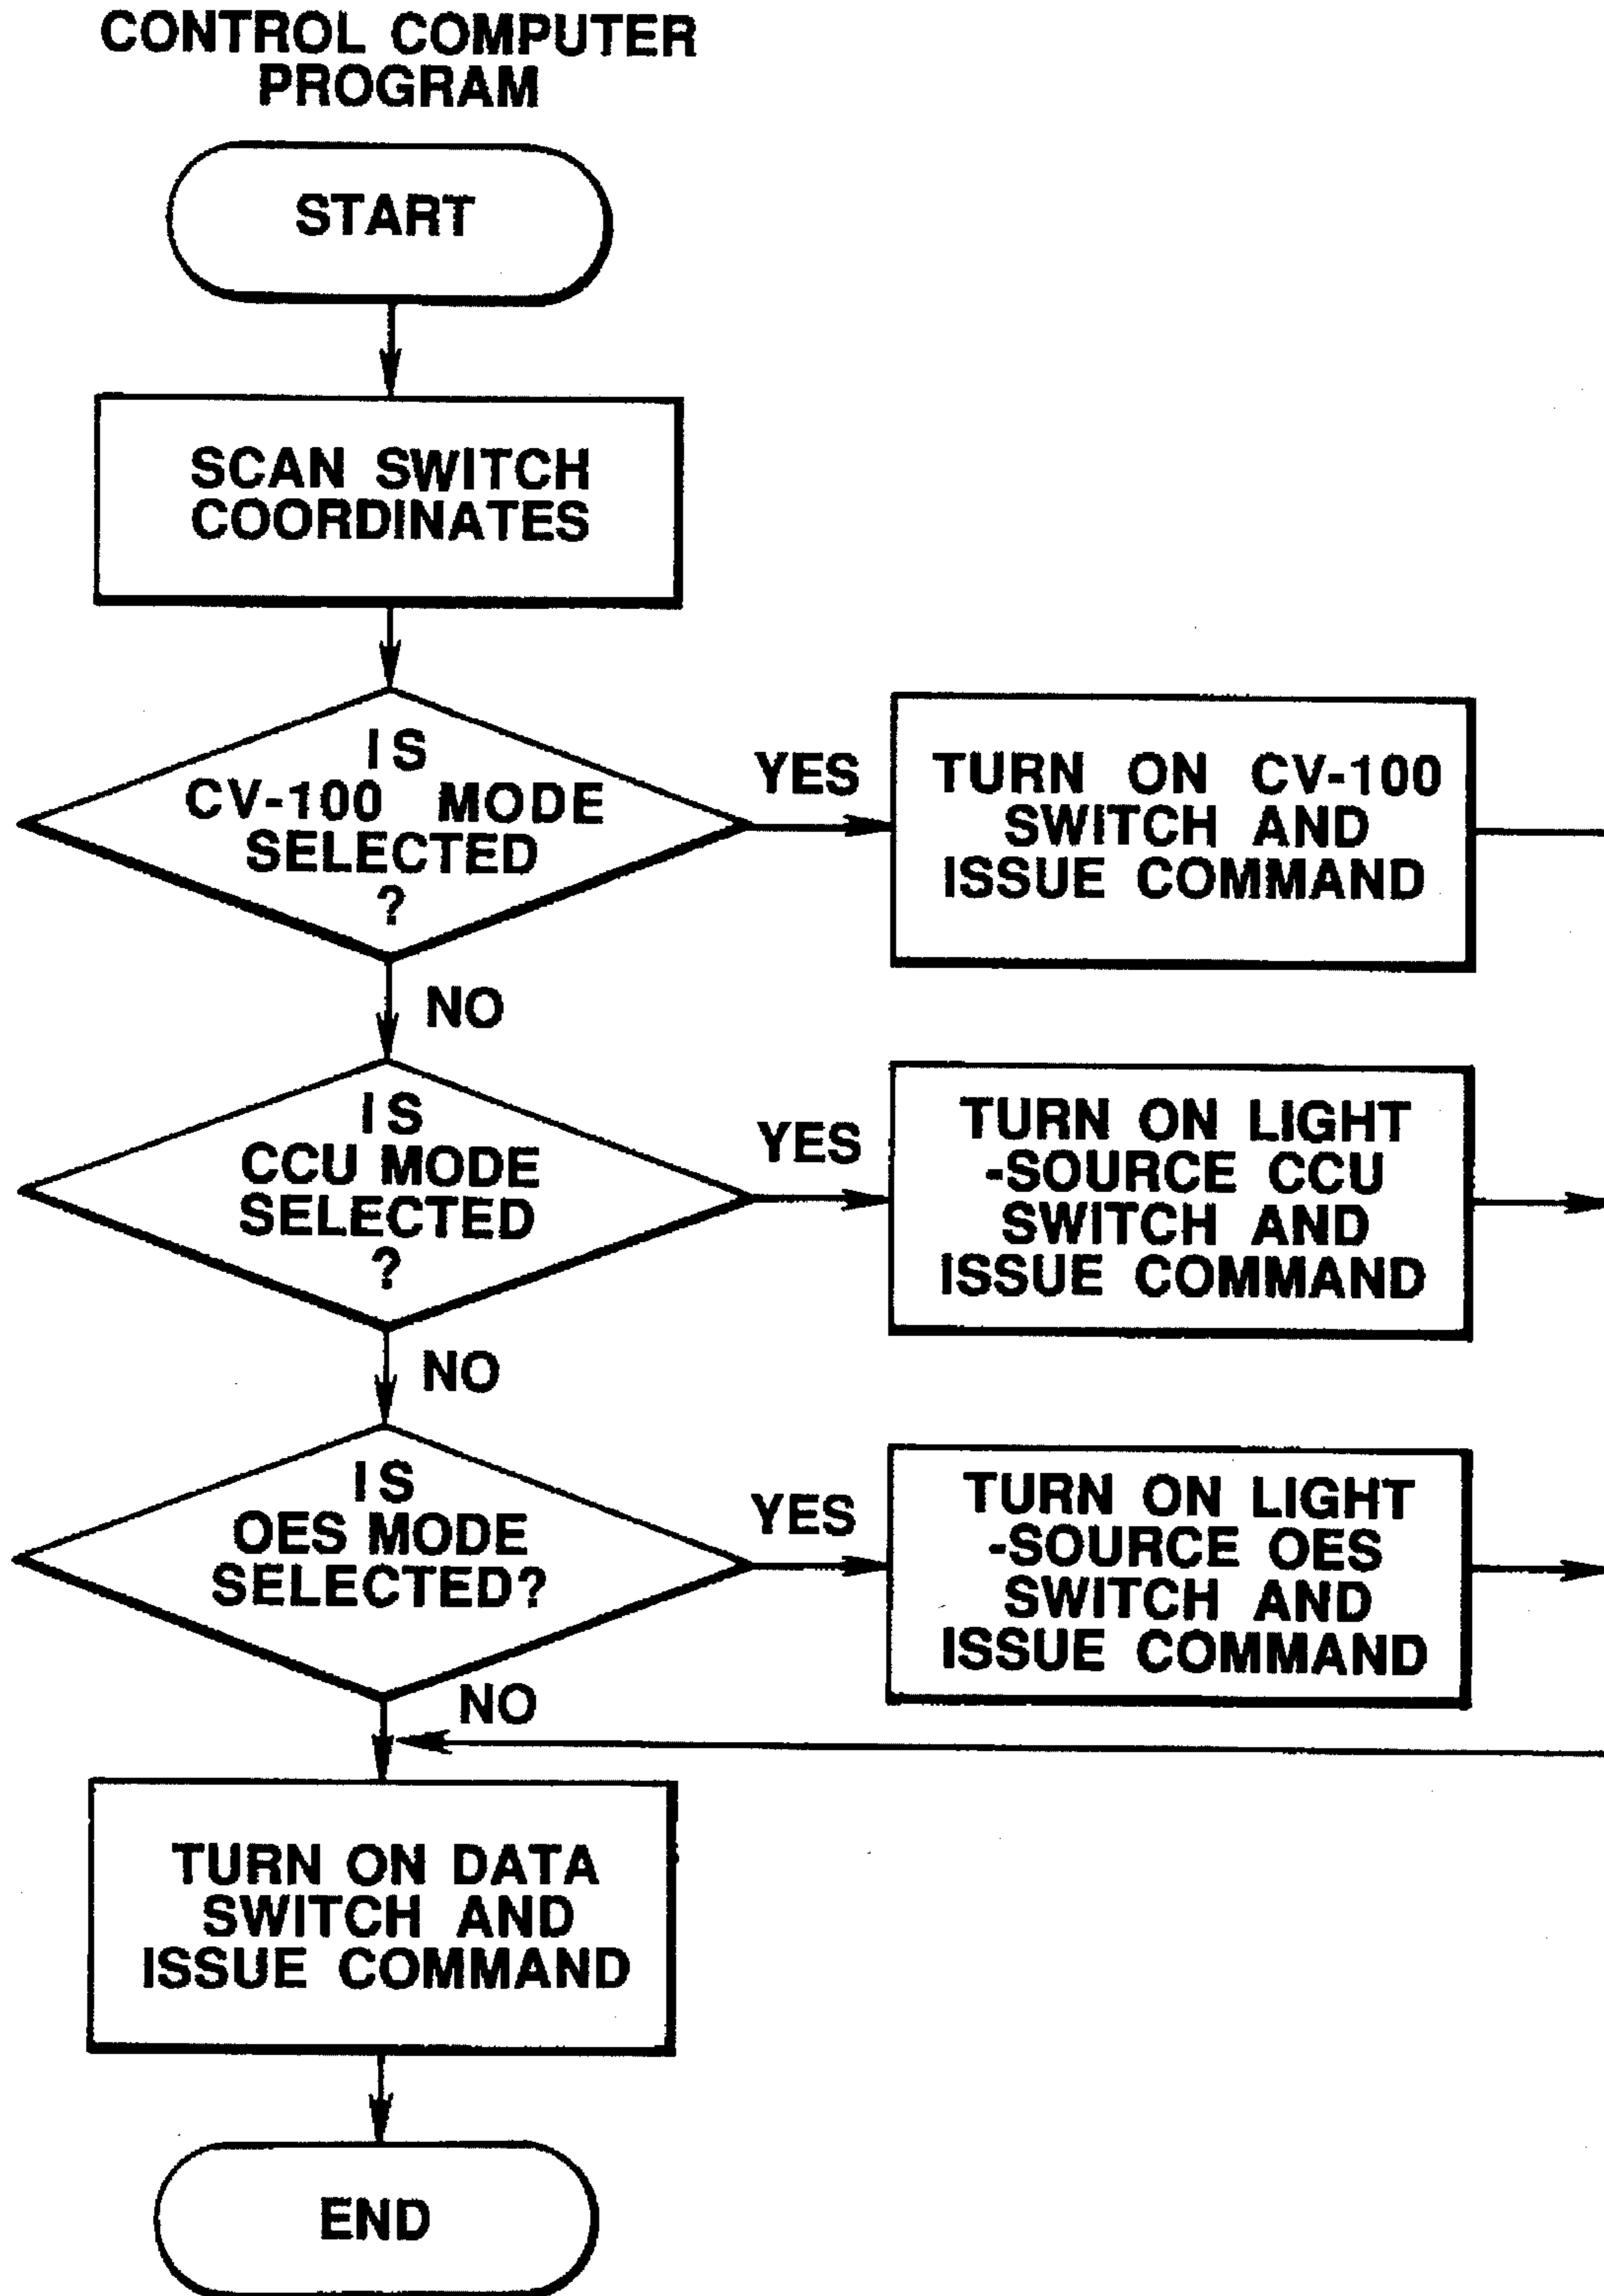 CONTROL COMPUTER
PROGRAM
START
SCAN SWITCH
COORDINATES
IS
CV-100 MODE
SELECTED
?
YES
TURN ON CV-100
SWITCH AND
ISSUE COMMAND
NO
IS
CCU MODE
SELECTED
?
YES
TURN ON LIGHT
-SOURCE CCU
SWITCH AND
ISSUE COMMAND
NO
IS
OES MODE
SELECTED?
YES
TURN ON LIGHT
-SOURCE OES
SWITCH AND
ISSUE COMMAND
NO
TURN ON DATA
SWITCH AND
ISSUE COMMAND
END